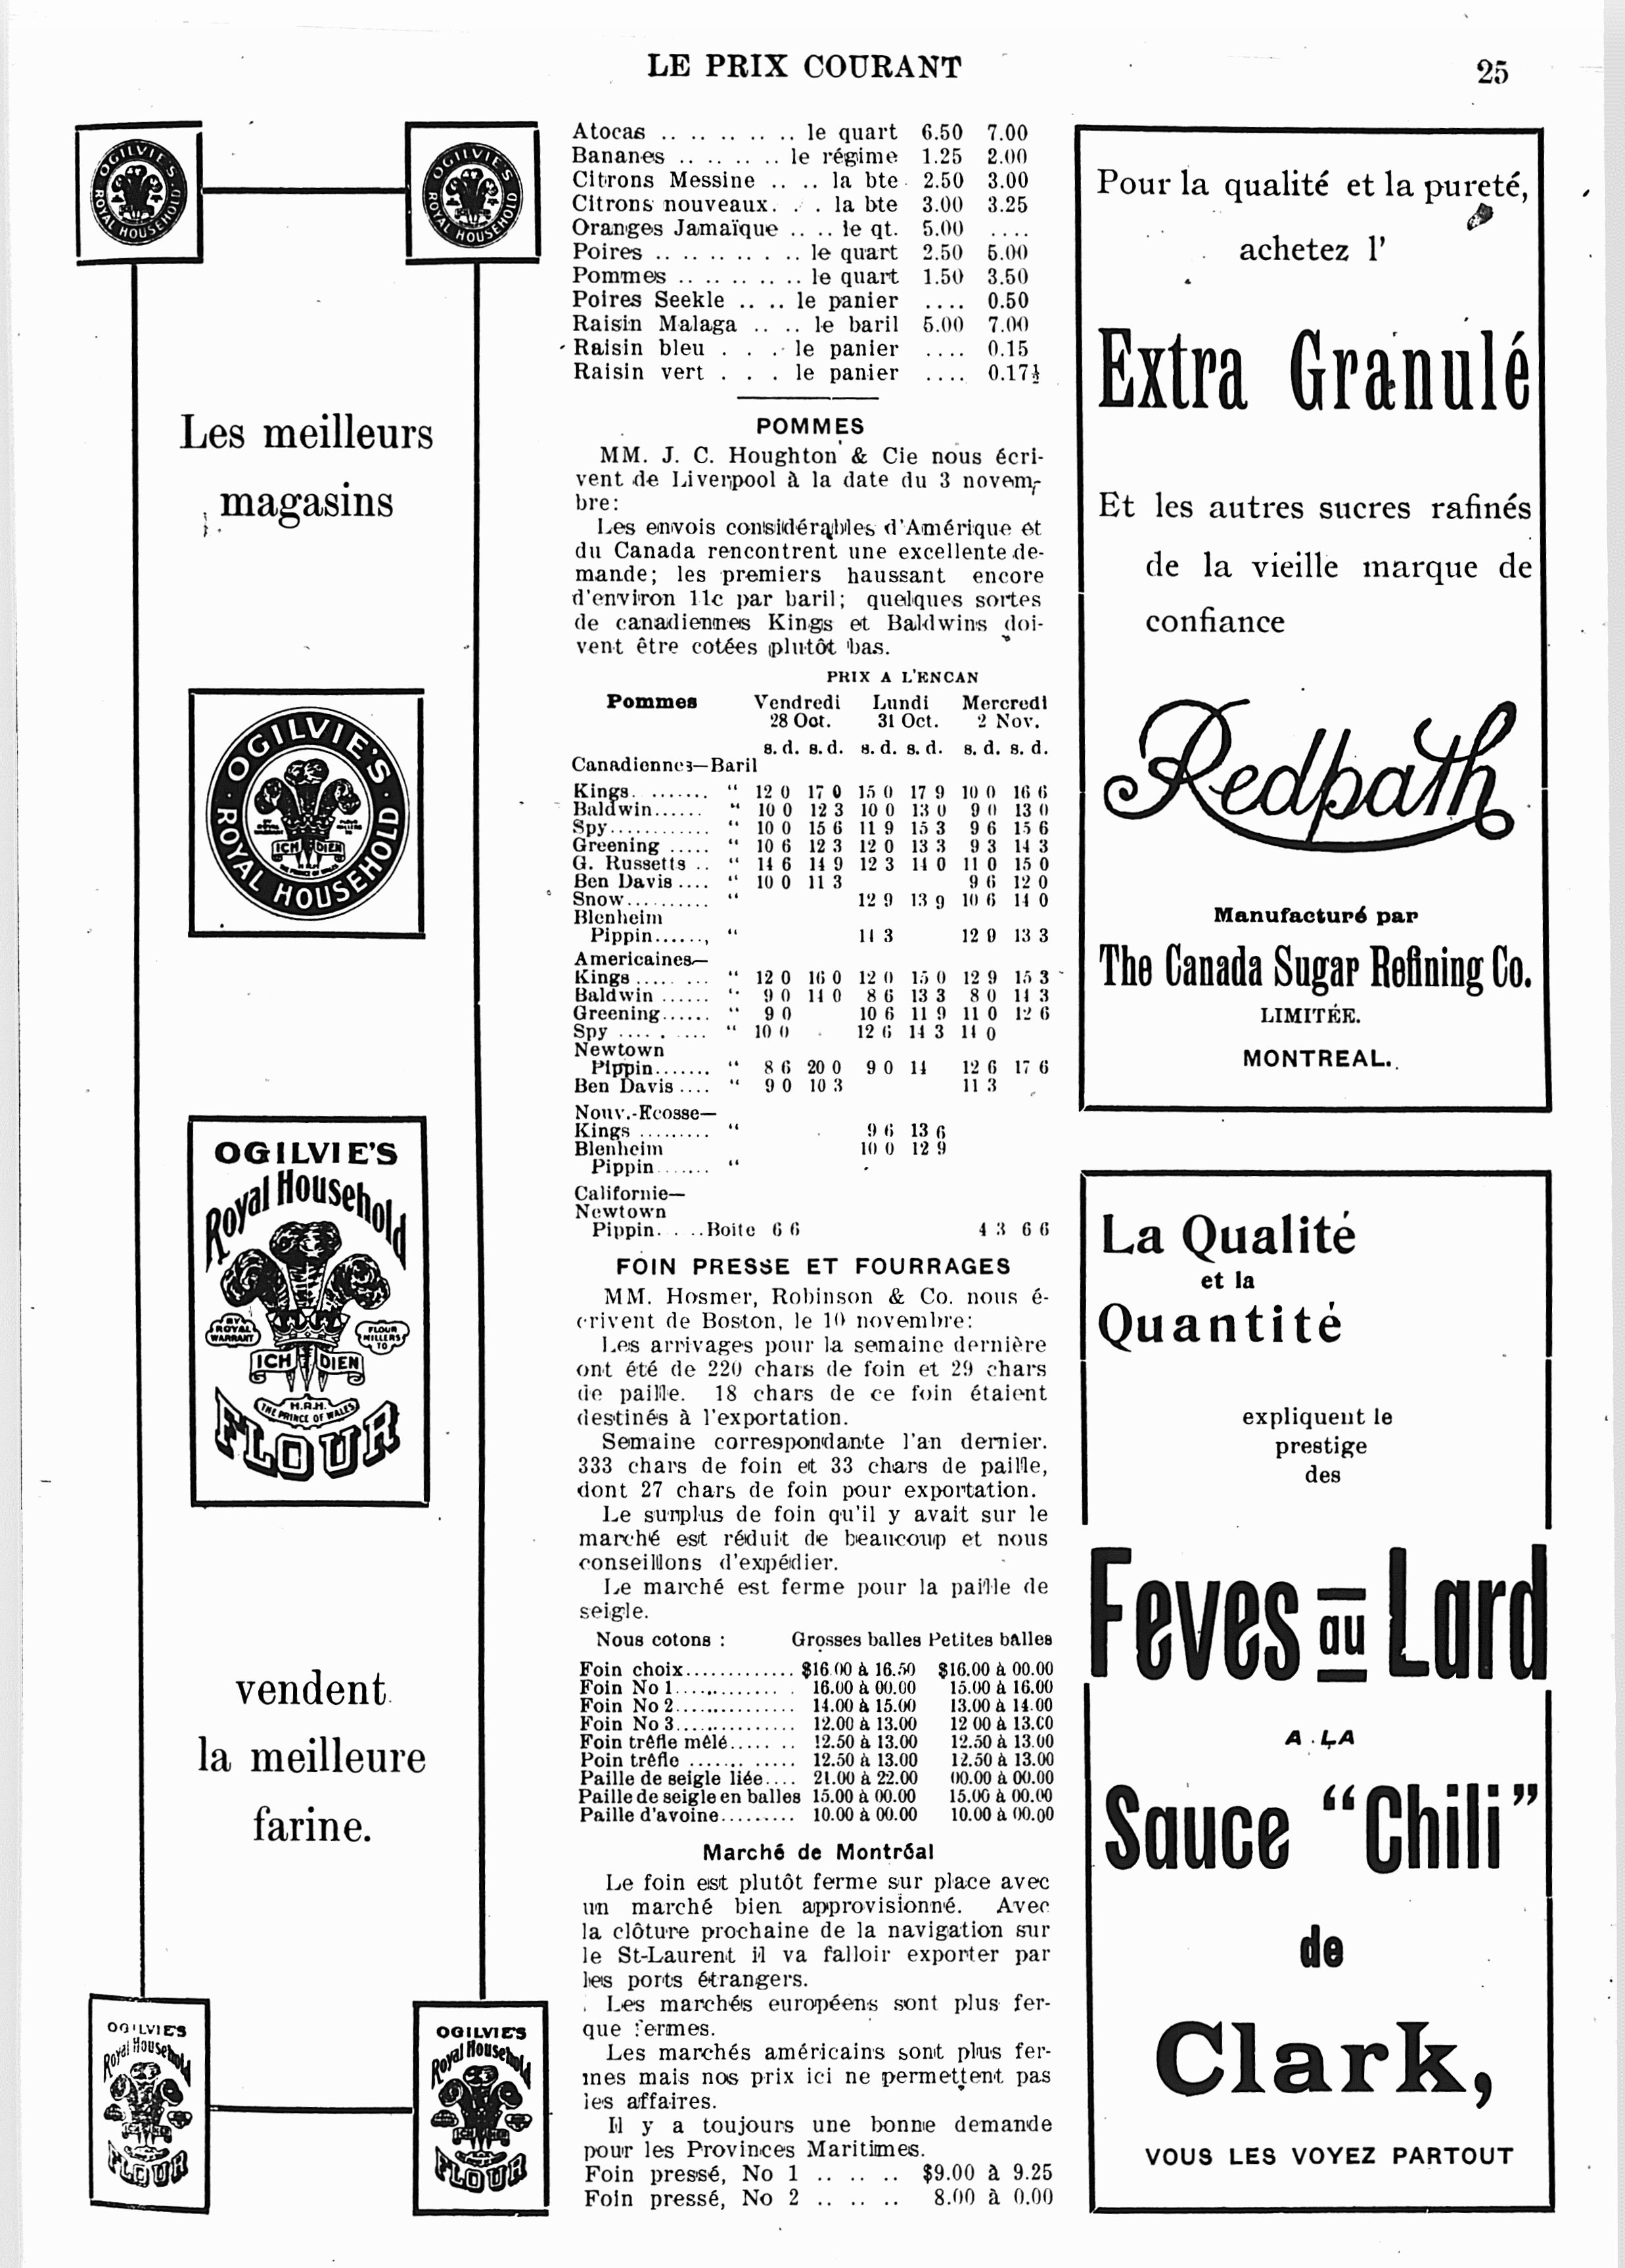 LE PRIX COURANT
25
OGILVIE'S
ROYAL HOUSEHOLD
OGILVIE'S
ROYAL HOUSEHOLD
Les meilleurs
magasins
OGILVIE'S
ROYAL HOUSEHOLD
ICH DIEN
OGILVIE'S
Royal Household
BY
ROYAL
WARRANT
FLOUR
MILLERS
TO
ICH DIEN
H.R.H.
THE PRINCE OF WALES
FLOUR
vendent
la meilleure
farine.
OGILVIE'S
Royal Household
FLOUR
OGILVIE'S
Royal Household
FLOUR
Atocas .. .. .. .. .. le quart 6.50 7.00
Bananes .. .. .. .. le régime 1.25 2.00
Citrons Messine .. .. la bte 2.50 3.00
Citrons nouveaux. . . la bte 3.00 3.25
Oranges Jamaïque .. .. le qt. 5.00 ....
Poires .. .. .. .. . .. le quart 2.50 5.00
Pommes .. .. .. .. .. le quart 1.50 3.50
Poires Seekle .. .. le panier .... 0.50
Raisin Malaga .. .. le baril 5.00 7.00
Raisin bleu . . . le panier .... 0.15
Raisin vert . . . le panier .... 0.17½
POMMES
MM. J. C. Houghton & Cie nous écri-
vent de Liverpool à la date du 3 novem-
bre:
Les envois considérables d'Amérique et
du Canada rencontrent une excellente de-
mande; les premiers haussant encore
d'environ 11c par baril; quelques sortes
de canadiennes Kings et Baldwins doi-
vent être cotées plutôt bas.
PRIX A L'ENCAN
Pommes Vendredi Lundi Mercredi
28 Oct. 31 Oct. 2 Nov.
s. d. s. d. s. d. s. d. s. d. s. d.
Canadiennes—Baril
Kings. ....... " 12 0 17 0 15 0 17 9 10 0 16 6
Baldwin...... " 10 0 12 3 10 0 13 0 9 0 13 0
Spy............ " 10 0 15 6 11 9 15 3 9 6 15 6
Greening ..... " 10 6 12 3 12 0 13 3 9 3 14 3
G. Russetts .. " 14 6 14 9 12 3 14 0 11 0 15 0
Ben Davis .... " 10 0 11 3 9 6 12 0
Snow.......... " 12 9 13 9 10 6 14 0
Blenheim
Pippin......, " 11 3 12 9 13 3
Americaines—
Kings ..... ... " 12 0 16 0 12 0 15 0 12 9 15 3
Baldwin ...... " 9 0 11 0 8 6 13 3 8 0 14 3
Greening...... " 9 0 10 6 11 9 11 0 12 6
Spy .... . .... " 10 0 12 6 14 3 14 0
Newtown
Pippin....... " 8 6 20 0 9 0 14 12 6 17 6
Ben Davis .... " 9 0 10 3 11 3
Nouv.-Ecosse—
Kings ......... " 9 6 13 6
Blenheim 10 0 12 9
Pippin....... "
Californie—
Newtown
Pippin. . ..Boite 6 6 4 3 6 6
FOIN PRESSE ET FOURRAGES
MM. Hosmer, Robinson & Co. nous é-
crivent de Boston, le 10 novembre:
Les arrivages pour la semaine dernière
ont été de 220 chars de foin et 29 chars
de paille. 18 chars de ce foin étaient
destinés à l'exportation.
Semaine correspondante l'an dernier.
333 chars de foin et 33 chars de paille,
dont 27 chars de foin pour exportation.
Le surplus de foin qu'il y avait sur le
marché est réduit de beaucoup et nous
conseillons d'expédier.
Le marché est ferme pour la paille de
seigle.
Nous cotons : Grosses balles Petites balles
Foin choix............. $16.00 à 16.50 $16.00 à 00.00
Foin No 1.............. 16.00 à 00.00 15.00 à 16.00
Foin No 2............... 14.00 à 15.00 13.00 à 14.00
Foin No 3............... 12.00 à 13.00 12 00 à 13.00
Foin trêfle mêlé..... .. 12.50 à 13.00 12.50 à 13.00
Poin trêfle ............. 12.50 à 13.00 12.50 à 13.00
Paille de seigle liée.... 21.00 à 22.00 00.00 à 00.00
Paille de seigle en balles 15.00 à 00.00 15.00 à 00.00
Paille d'avoine......... 10.00 à 00.00 10.00 à 00.00
Marché de Montréal
Le foin est plutôt ferme sur place avec
un marché bien approvisionné. Avec
la clôture prochaine de la navigation sur
le St-Laurent il va falloir exporter par
les ports étrangers.
Les marchés européens sont plus fer-
que fermes.
Les marchés américains sont plus fer-
mes mais nos prix ici ne permettent pas
les affaires.
Il y a toujours une bonne demande
pour les Provinces Maritimes.
Foin pressé, No 1 .. .. .. $9.00 à 9.25
Foin pressé, No 2 .. .. .. 8.00 à 0.00
Pour la qualité et la pureté,
achetez l'
Extra Granulé
Et les autres sucres rafinés
de la vieille marque de
confiance
Redpath
Manufacturé par
The Canada Sugar Refining Co.
LIMITÉE.
MONTREAL.
La Qualité
et la
Quantité
expliquent le
prestige
des
Feves au Lard
A LA
Sauce "Chili"
de
Clark,
VOUS LES VOYEZ PARTOUT